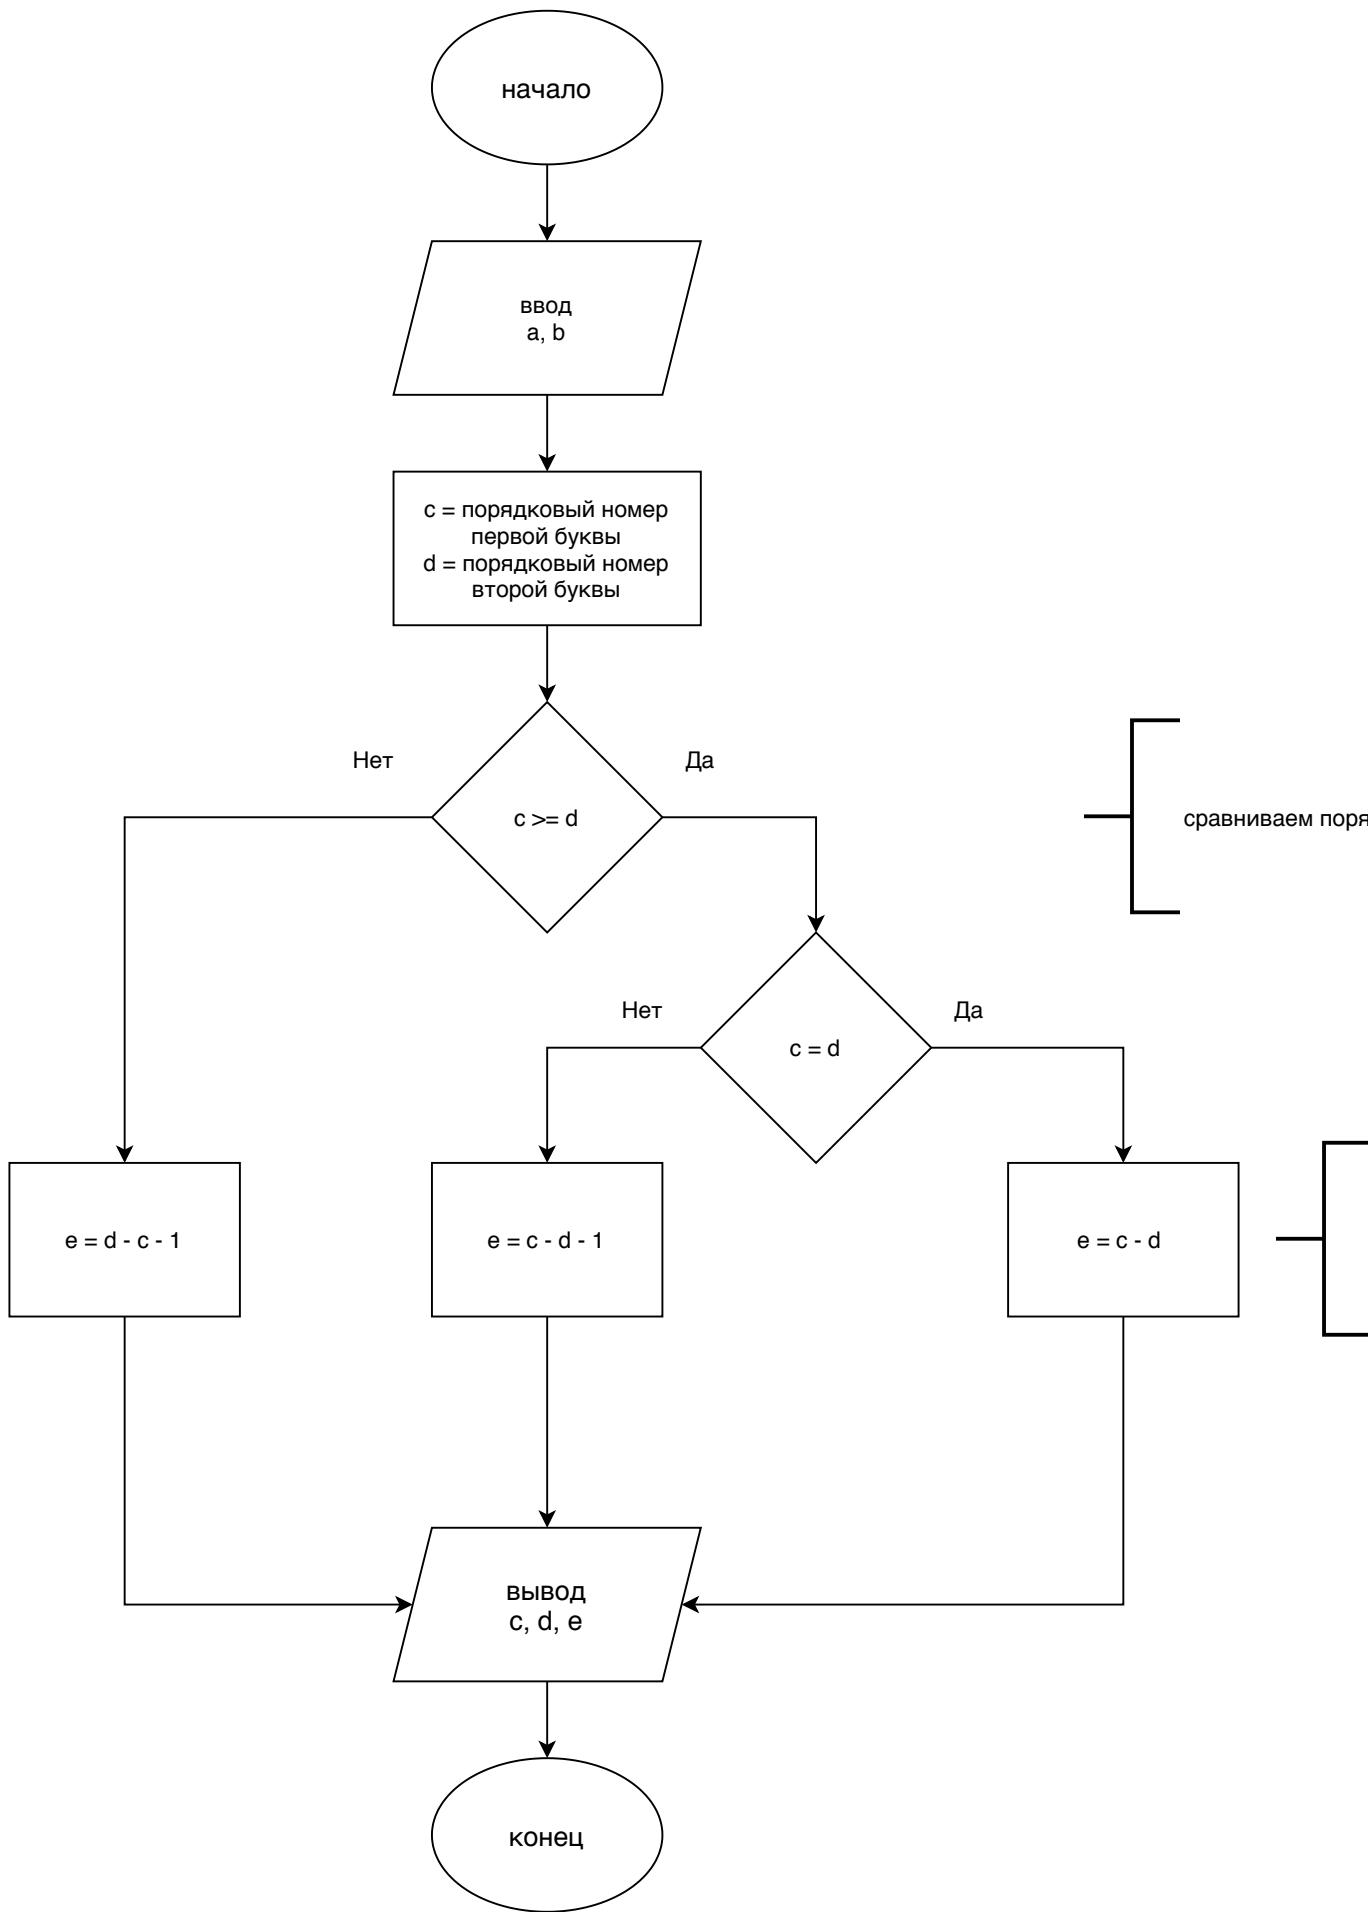 начало
ввод
a, b
c = порядковый номер
первой буквы
d = порядковый номер
второй буквы
Нет
Да
c >= d
сравниваем
Нет
Да
c = d
e = d - c - 1
e = c - d - 1
e = c - d
вывод
c, d, e
конец